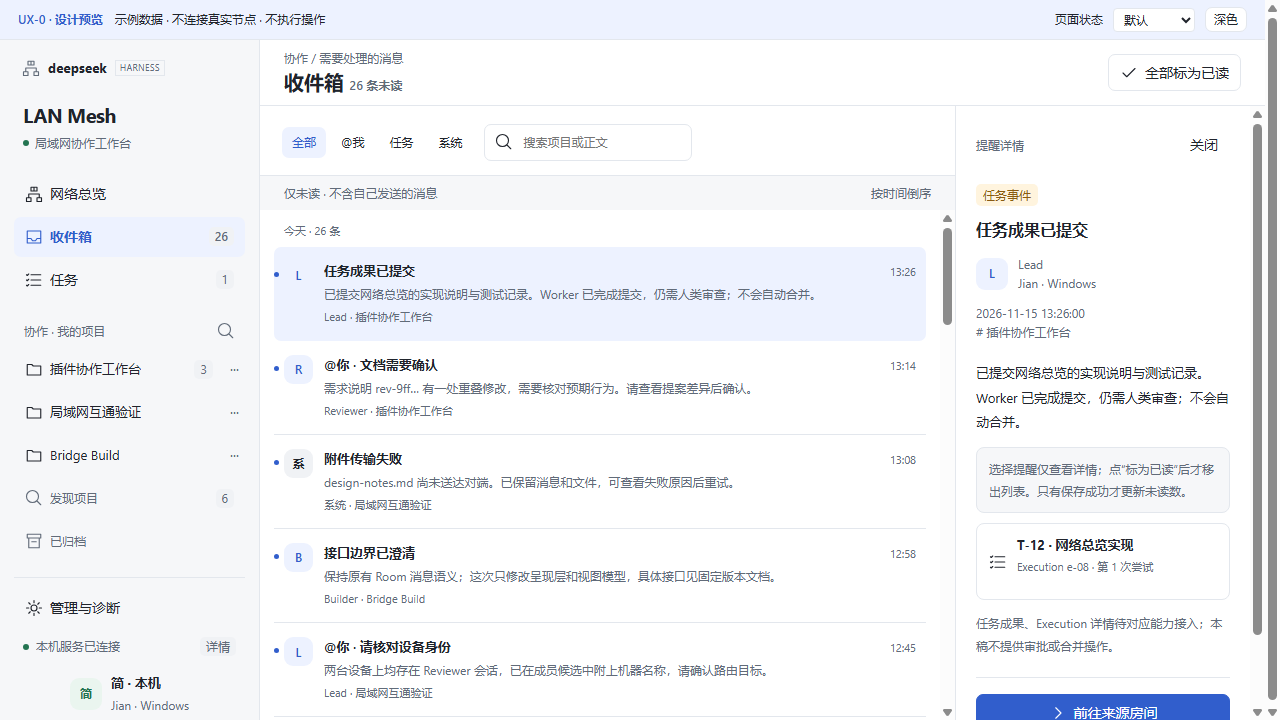 UX-0 · 设计预览 示例数据 · 不连接真实节点 · 不执行操作 页面状态 默认 深色
deepseek HARNESS
LAN Mesh
局域网协作工作台
网络总览
收件箱 26
任务 1
协作 · 我的项目
插件协作工作台 3 ...
局域网互通验证 ...
Bridge Build ...
发现项目 6
已归档
管理与诊断
本机服务已连接 详情
简 简 · 本机
Jian · Windows
协作 / 需要处理的消息
收件箱 26 条未读
全部标为已读
全部 @我 任务 系统 搜索项目或正文
仅未读 · 不含自己发送的消息 按时间倒序
今天 · 26 条
L 任务成果已提交 13:26
已提交网络总览的实现说明与测试记录。Worker 已完成提交，仍需人类审查；不会自动合并。
Lead · 插件协作工作台
R @你 · 文档需要确认 13:14
需求说明 rev-9ff... 有一处重叠修改，需要核对预期行为。请查看提案差异后确认。
Reviewer · 插件协作工作台
系 附件传输失败 13:08
design-notes.md 尚未送达对端。已保留消息和文件，可查看失败原因后重试。
系统 · 局域网互通验证
B 接口边界已澄清 12:58
保持原有 Room 消息语义；这次只修改呈现层和视图模型，具体接口见固定版本文档。
Builder · Bridge Build
L @你 · 请核对设备身份 12:45
两台设备上均存在 Reviewer 会话，已在成员候选中附上机器名称，请确认路由目标。
Lead · 局域网互通验证
提醒详情 关闭
任务事件
任务成果已提交
L Lead
Jian · Windows
2026-11-15 13:26:00
# 插件协作工作台
已提交网络总览的实现说明与测试记录。
Worker 已完成提交，仍需人类审查；不会自
动合并。
选择提醒仅查看详情；点“标为已读”后才移
出列表。只有保存成功才更新未读数。
T-12 · 网络总览实现
Execution e-08 · 第 1 次尝试
任务成果、Execution 详情待对应能力接入；本
稿不提供审批或合并操作。
前往来源房间